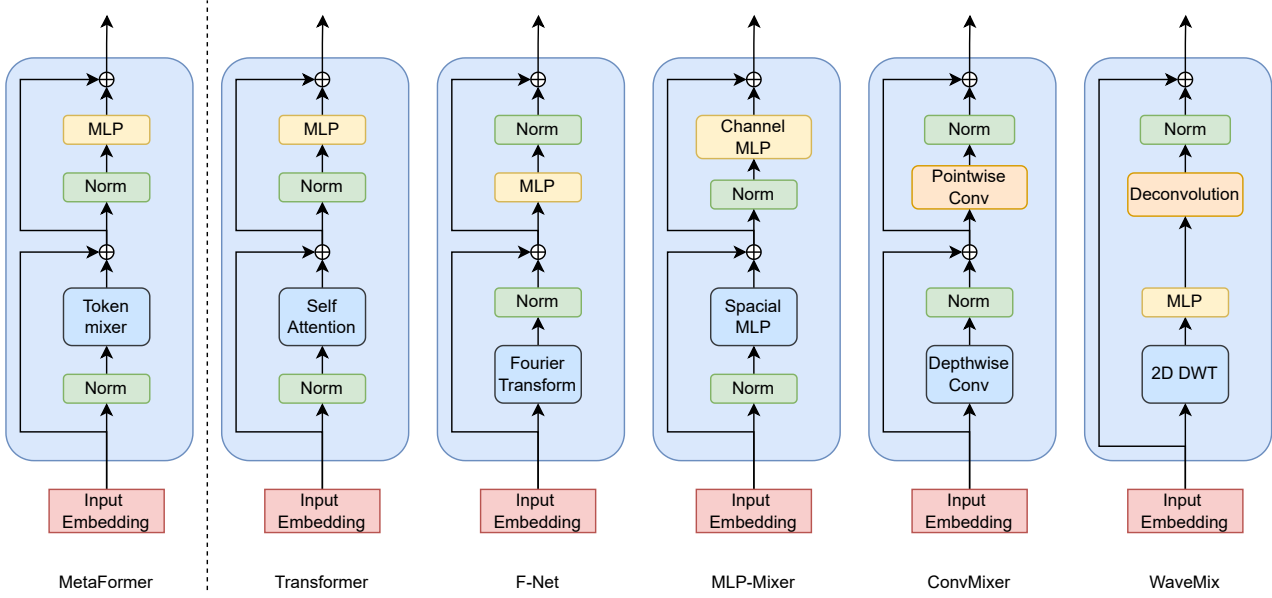 MLP
Norm
Token
mixer
Norm
Input
Embedding
MetaFormer
MLP
Norm
Self
Attention
Norm
Input
Embedding
Transformer
Norm
MLP
Norm
Fourier
Transform
Input
Embedding
F-Net
Channel
MLP
Norm
Spacial
MLP
Norm
Input
Embedding
MLP-Mixer
Norm
Pointwise
Conv
Norm
Depthwise
Conv
Input
Embedding
ConvMixer
Norm
Deconvolution
MLP
2D DWT
Input
Embedding
WaveMix